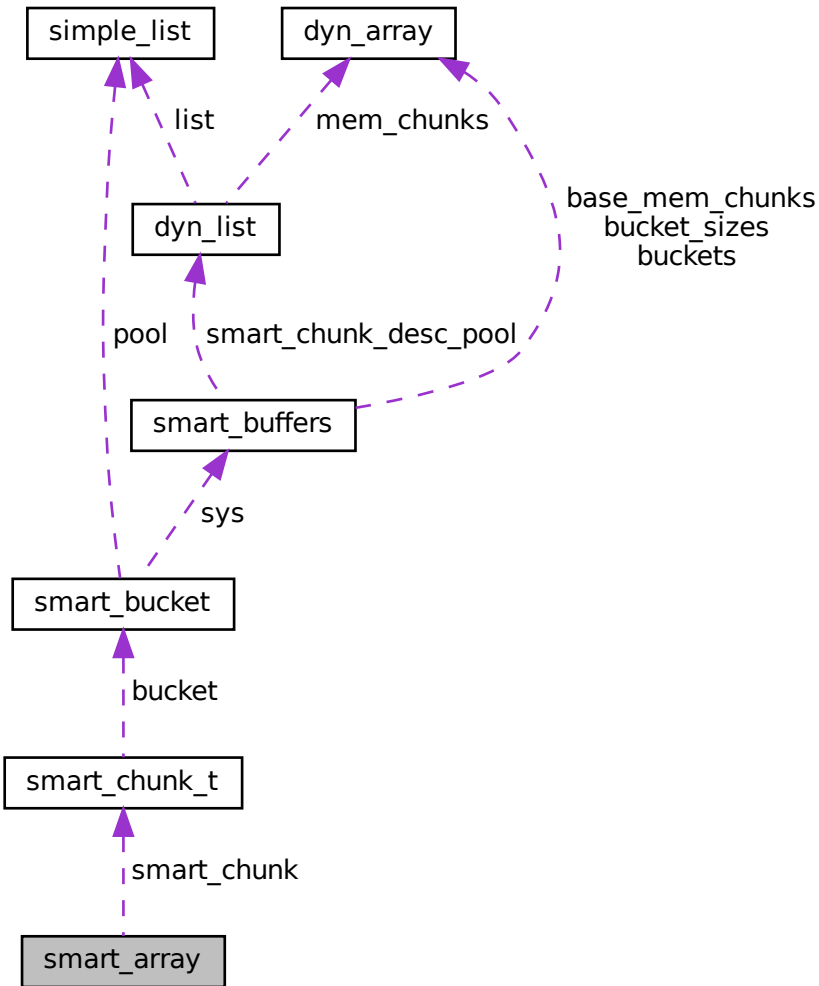 simple_list
dyn_array
list
mem_chunks
base_mem_chunks
bucket_sizes
buckets
dyn_list
pool
smart_chunk_desc_pool
smart_buffers
sys
smart_bucket
bucket
smart_chunk_t
smart_chunk
smart_array